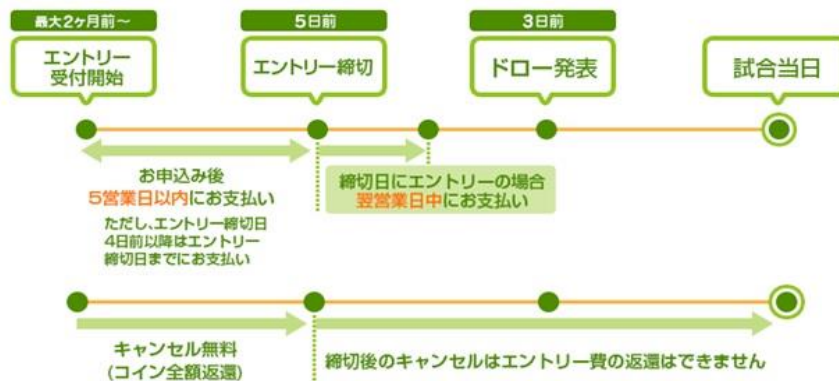 最大2ヶ月前～
5日前
3日前
エントリー
受付開始
エントリー締切
ドロー発表
試合当日
お申込み後
5営業日以内にお支払い
ただし、エントリー締切日
4日前以降はエントリー
締切日までにお支払い
締切日にエントリーの場合
翌営業日中にお支払い
キャンセル無料
(コイン全額返還)
締切後のキャンセルはエントリー費の返還はできません